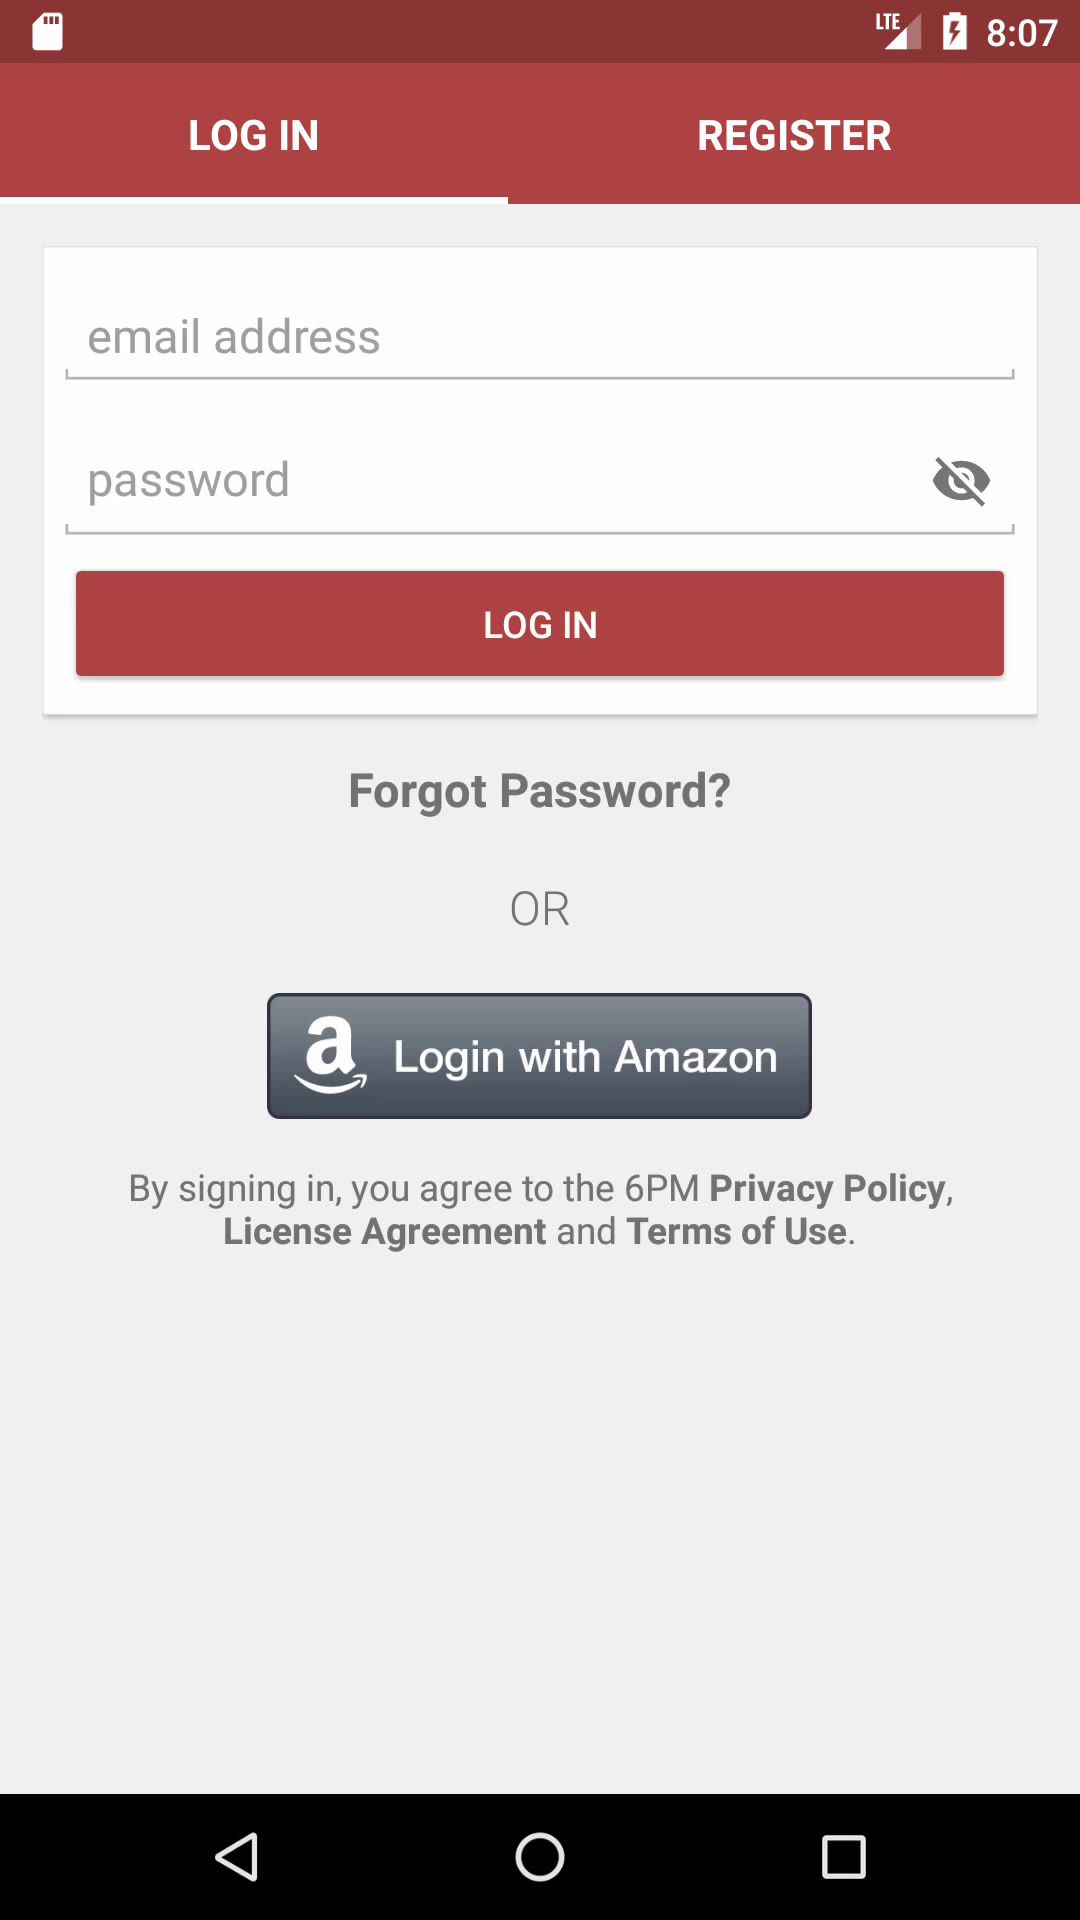 LTE 8:07
LOG IN REGISTER
email address
password
LOG IN
Forgot Password?
OR
a Login with Amazon
By signing in, you agree to the 6PM Privacy Policy,
License Agreement and Terms of Use.